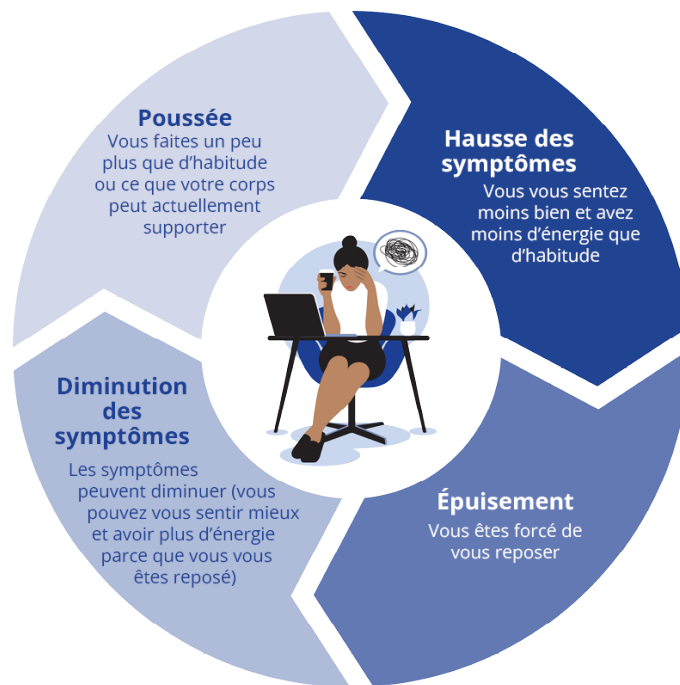 Poussée
Vous faites un peu
plus que d'habitude
ou ce que votre corps
peut actuellement
supporter
Hausse des
symptômes
Vous vous sentez
moins bien et avez
moins d'énergie que
d'habitude
Épuisement
Vous êtes forcé de
vous reposer
Diminution
des
symptômes
Les symptômes
peuvent diminuer (vous
pouvez vous sentir mieux
et avoir plus d'énergie
parce que vous vous
êtes reposé)